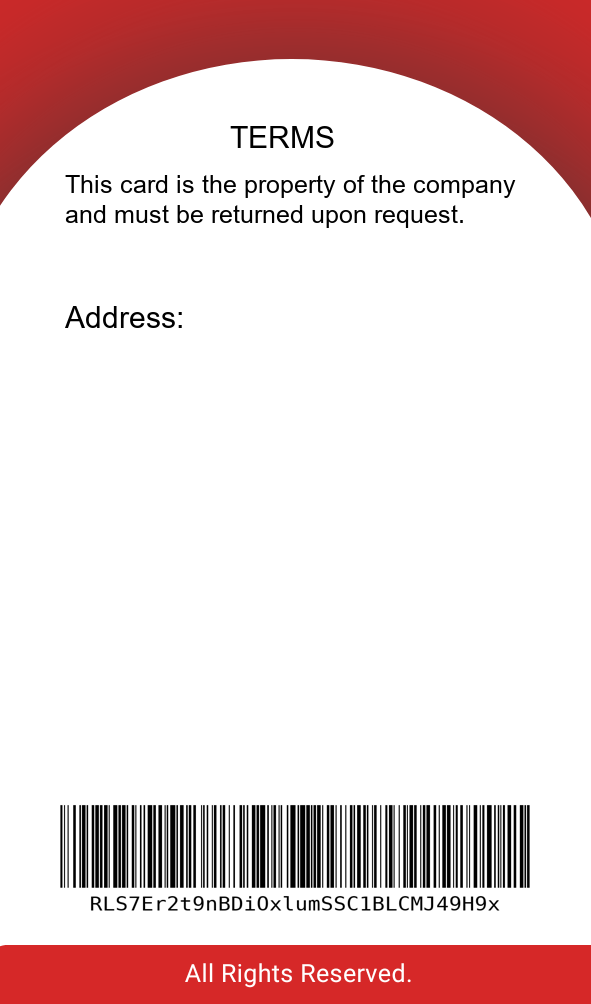 TERMS
This card is the property of the company
and must be returned upon request.
Address:
RLS7Er2t9nBDiOxlumSSC1BLCMJ49H9x
All Rights Reserved.